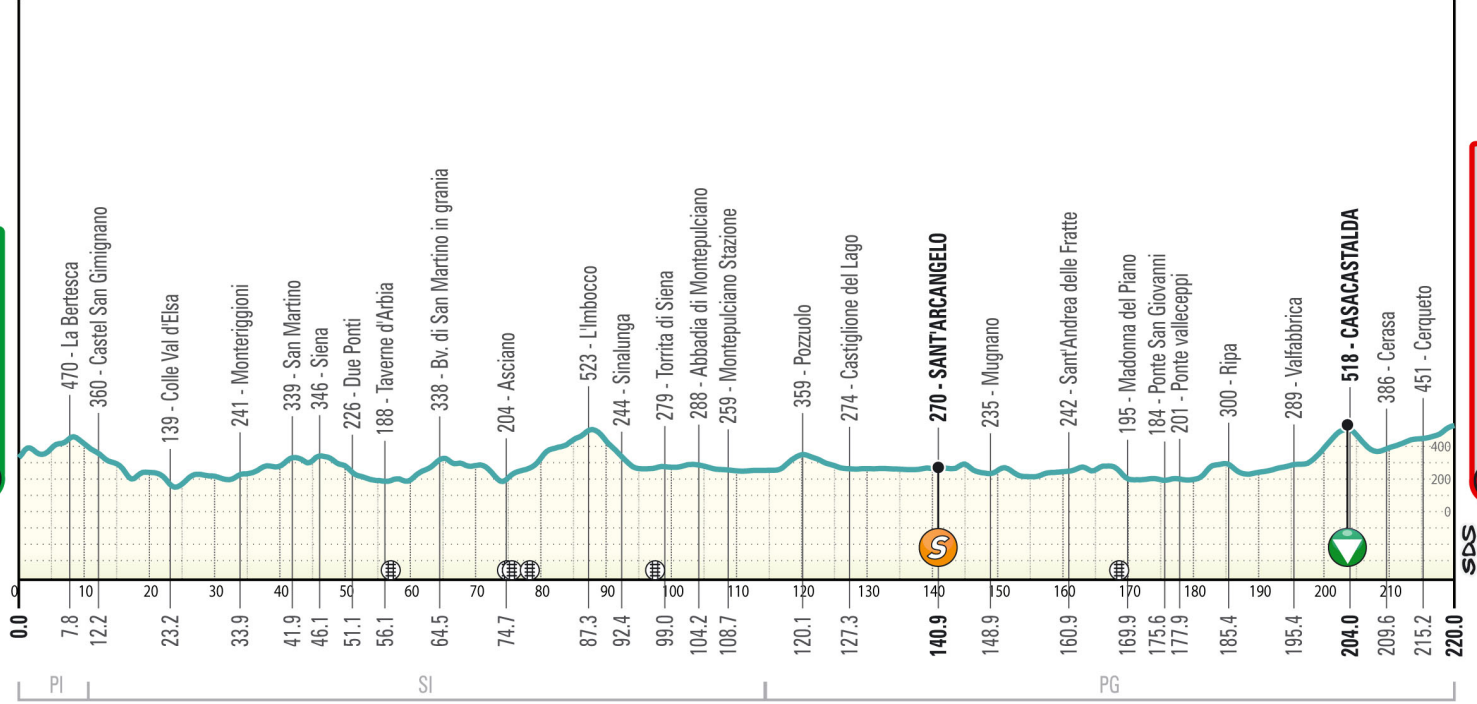 470 - La Bertesca
360 - Castel San Gimignano
139 - Colle Val d'Elsa
241 - Monteriggioni
339 - San Martino
346 - Siena
226 - Due Ponti
188 - Taverne d'Arbia
338 - Bv. di San Martino in grania
204 - Asciano
523 - L'Imbocco
244 - Sinalunga
279 - Torrita di Siena
288 - Abbadia di Montepulciano
259 - Montepulciano Stazione
359 - Pozzuolo
274 - Castiglione del Lago
270 - SANT'ARCANGELO
235 - Mugnano
242 - Sant'Andrea delle Fratte
195 - Madonna del Piano
184 - Ponte San Giovanni
201 - Ponte valleceppi
300 - Ripa
289 - Valfabbrica
518 - CASACASTALDA
386 - Cerasa
451 - Cerqueto
400
200
0
S
SDS
0 10 20 30 40 50 60 70 80 90 100 110 120 130 140 150 160 170 180 190 200 210
0.0 7.8 12.2 23.2 33.9 41.9 46.1 51.1 56.1 64.5 74.7 87.3 92.4 99.0 104.2 108.7 120.1 127.3 140.9 148.9 160.9 169.9 175.6 177.9 185.4 195.4 204.0 209.6 215.2 220.0
PI SI PG